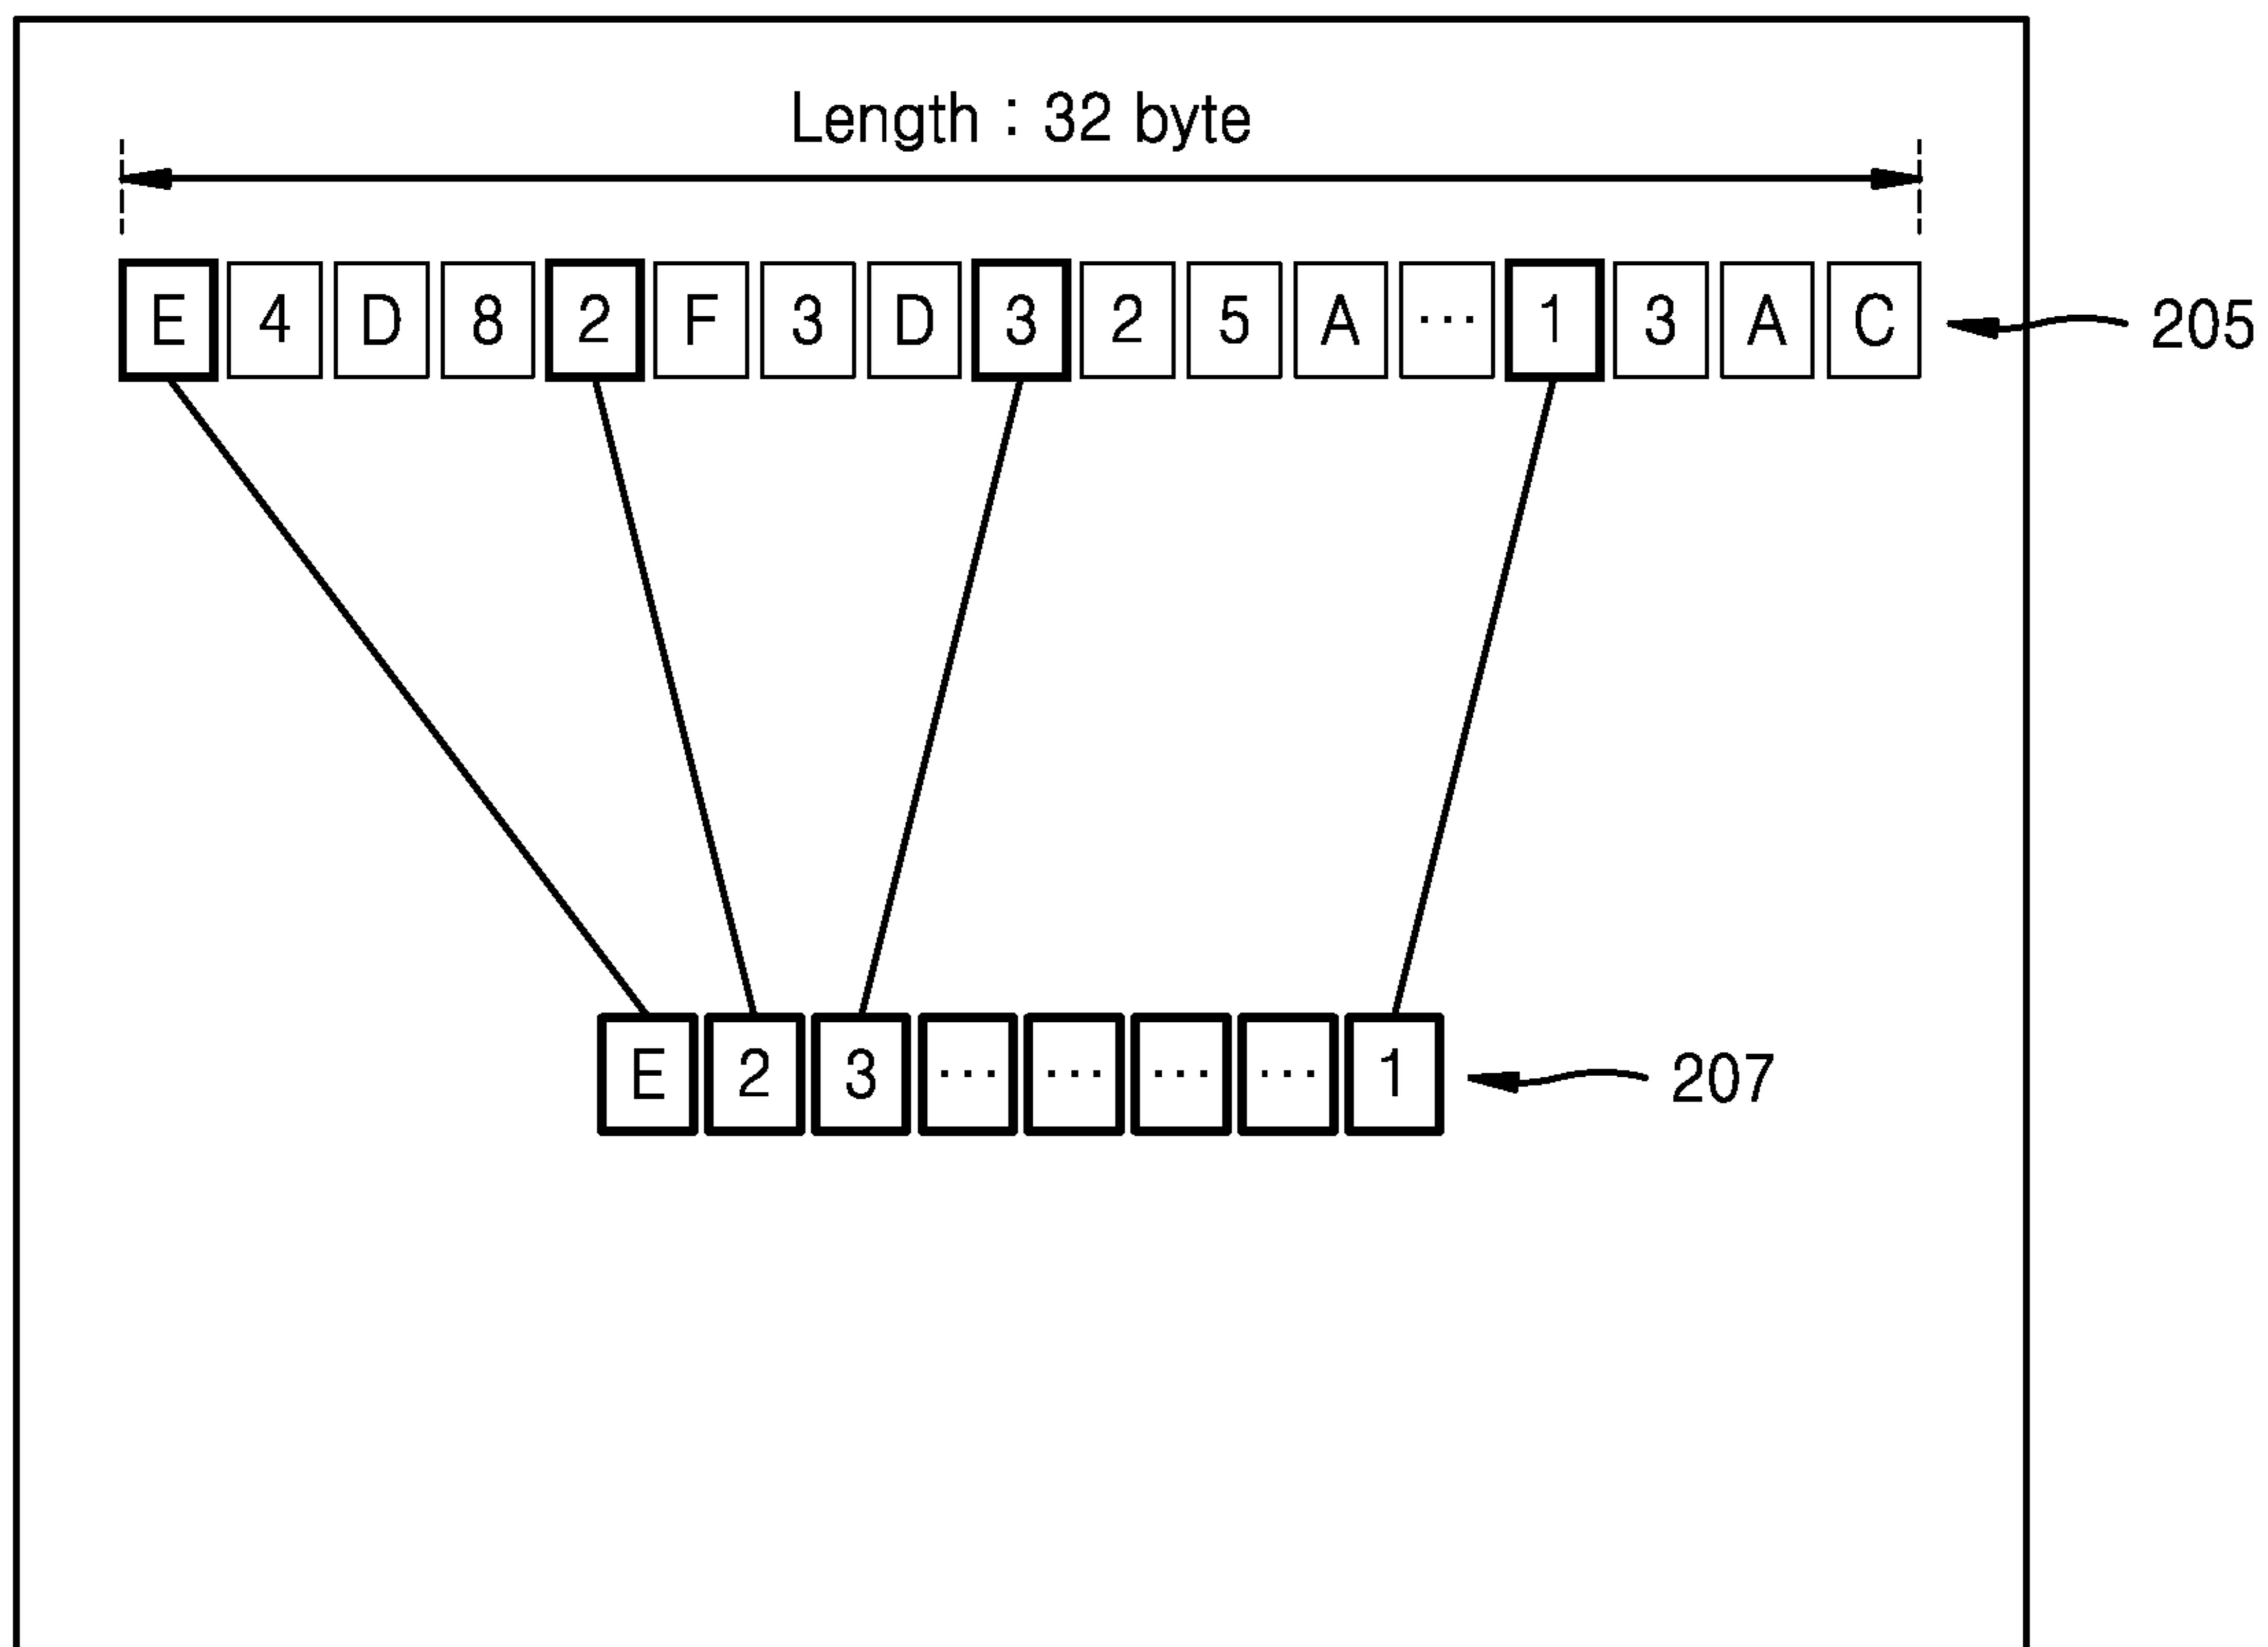 Length : 32 byte
E 4 D 8 2 F 3 D 3 2 5 A ··· 1 3 A C 205
E 2 3 ··· ··· ··· ··· 1 207